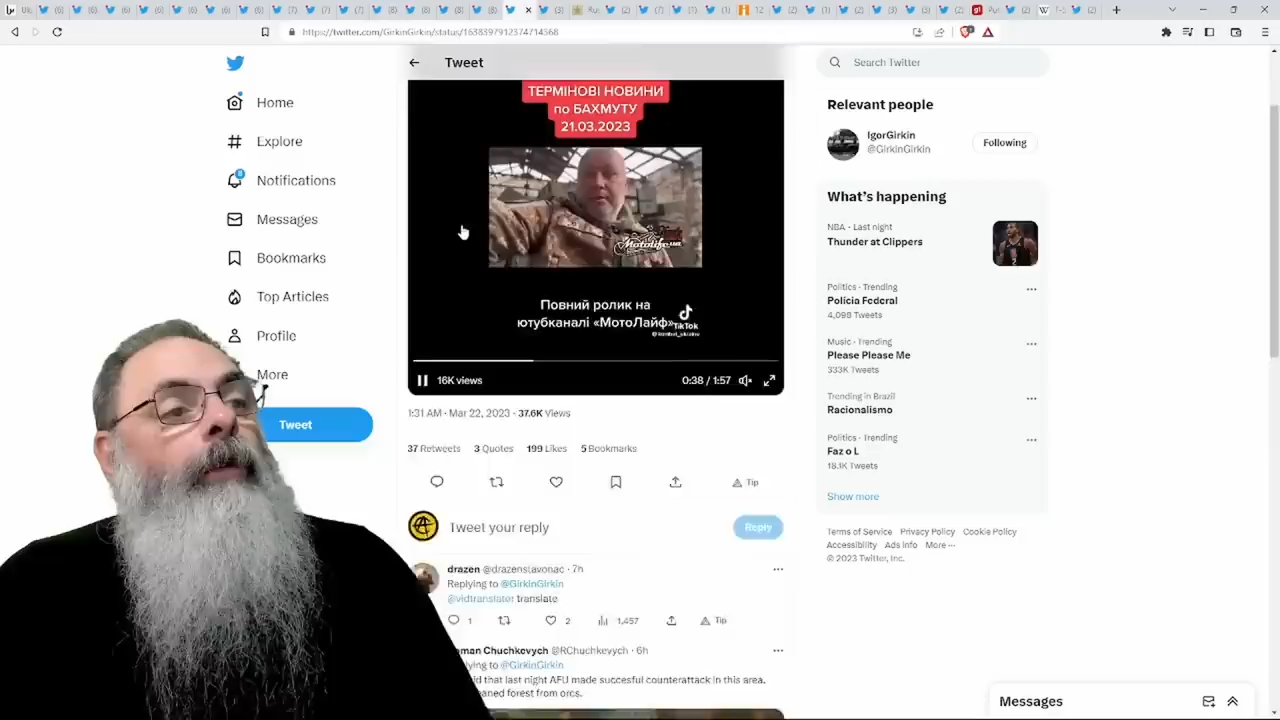 https://twitter.com/GirkinGirkin/status/1638397912374714568
Home
Explore
Notifications
Messages
Bookmarks
Top Articles
Profile
More
Tweet
Tweet
ТЕРМІНОВІ НОВИНИ
по БАХМУТУ
21.03.2023
Motolife.ua
Повний ролик на
ютубканалі «МотоЛайф»
TikTok
16K views
0:38 / 1:57
1:31 AM · Mar 22, 2023 · 37.6K Views
37 Retweets 3 Quotes 199 Likes 5 Bookmarks
Tip
Tweet your reply
Reply
drazen @drazenstavonac · 7h
Replying to @GirkinGirkin
@vidtranslator translate
1 2 1,457 Tip
Chuchkevych @RChuchkevych · 6h
@GirkinGirkin
that last night AFU made succesful counterattack in this area.
forest from orcs.
Search Twitter
Relevant people
IgorGirkin
@GirkinGirkin
Following
What's happening
NBA · Last night
Thunder at Clippers
Politics · Trending
Polícia Federal
4,098 Tweets
Music · Trending
Please Please Me
333K Tweets
Trending in Brazil
Racionalismo
Politics · Trending
Faz o L
18.1K Tweets
Show more
Terms of Service Privacy Policy Cookie Policy
Accessibility Ads info More ···
© 2023 Twitter, Inc.
Messages